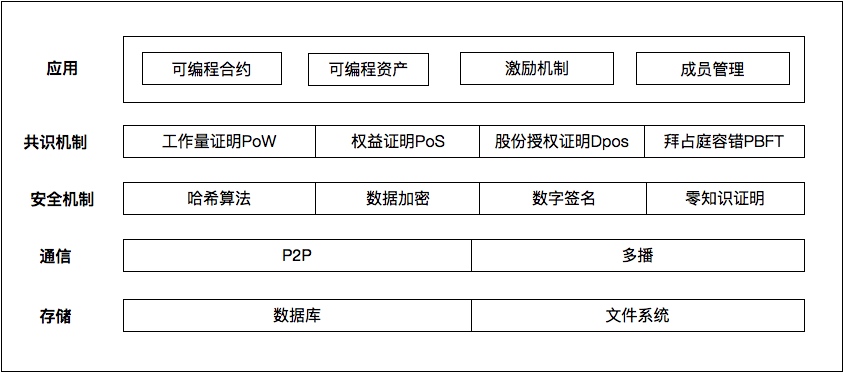 应用 可编程合约 可编程资产 激励机制 成员管理
共识机制 工作量证明PoW 权益证明PoS 股份授权证明Dpos 拜占庭容错PBFT
安全机制 哈希算法 数据加密 数字签名 零知识证明
通信 P2P 多播
存储 数据库 文件系统